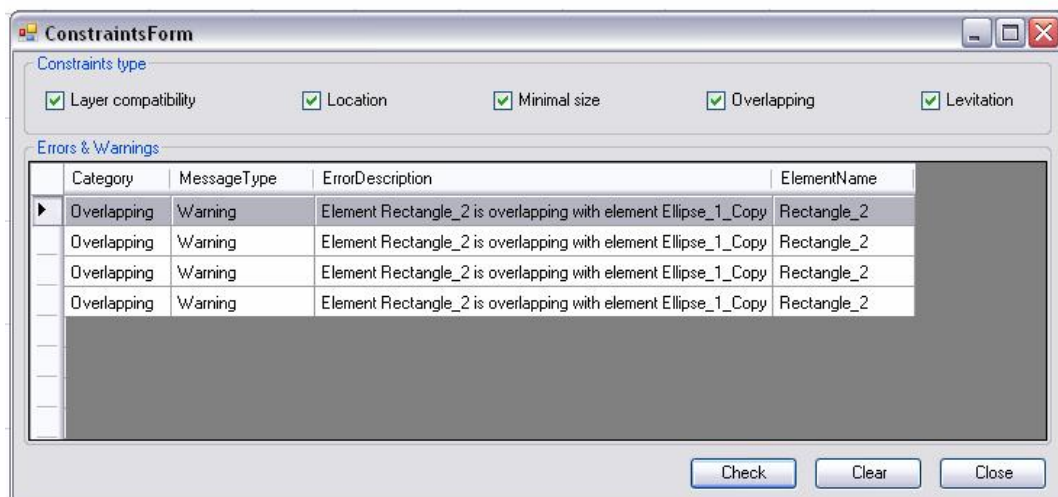 ConstraintsForm
Constraints type
Layer compatibility Location Minimal size Overlapping Levitation
Errors & Warnings
Category MessageType ErrorDescription ElementName
Overlapping Warning Element Rectangle_2 is overlapping with element Ellipse_1_Copy Rectangle_2
Overlapping Warning Element Rectangle_2 is overlapping with element Ellipse_1_Copy Rectangle_2
Overlapping Warning Element Rectangle_2 is overlapping with element Ellipse_1_Copy Rectangle_2
Overlapping Warning Element Rectangle_2 is overlapping with element Ellipse_1_Copy Rectangle_2
Check Clear Close